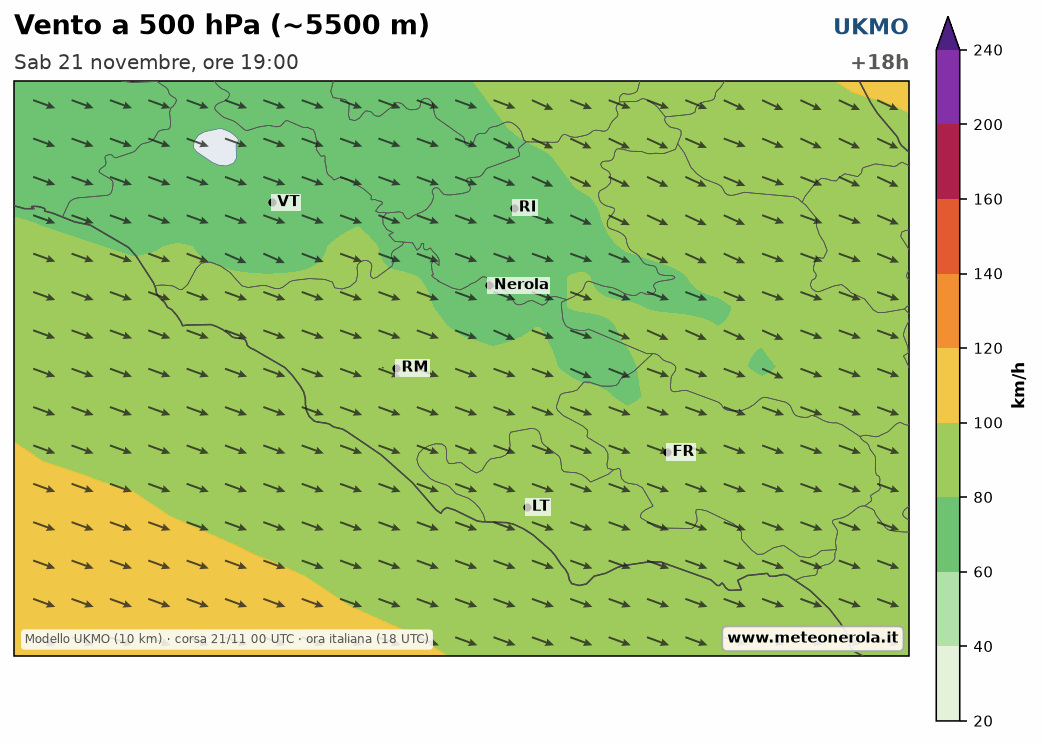 Vento a 500 hPa (~5500 m)
UKMO
Sab 21 novembre, ore 19:00
+18h
VT
RI
Nerola
RM
FR
LT
240
200
160
140
120
100
80
60
40
20
km/h
Modello UKMO (10 km) · corsa 21/11 00 UTC · ora italiana (18 UTC)
www.meteonerola.it